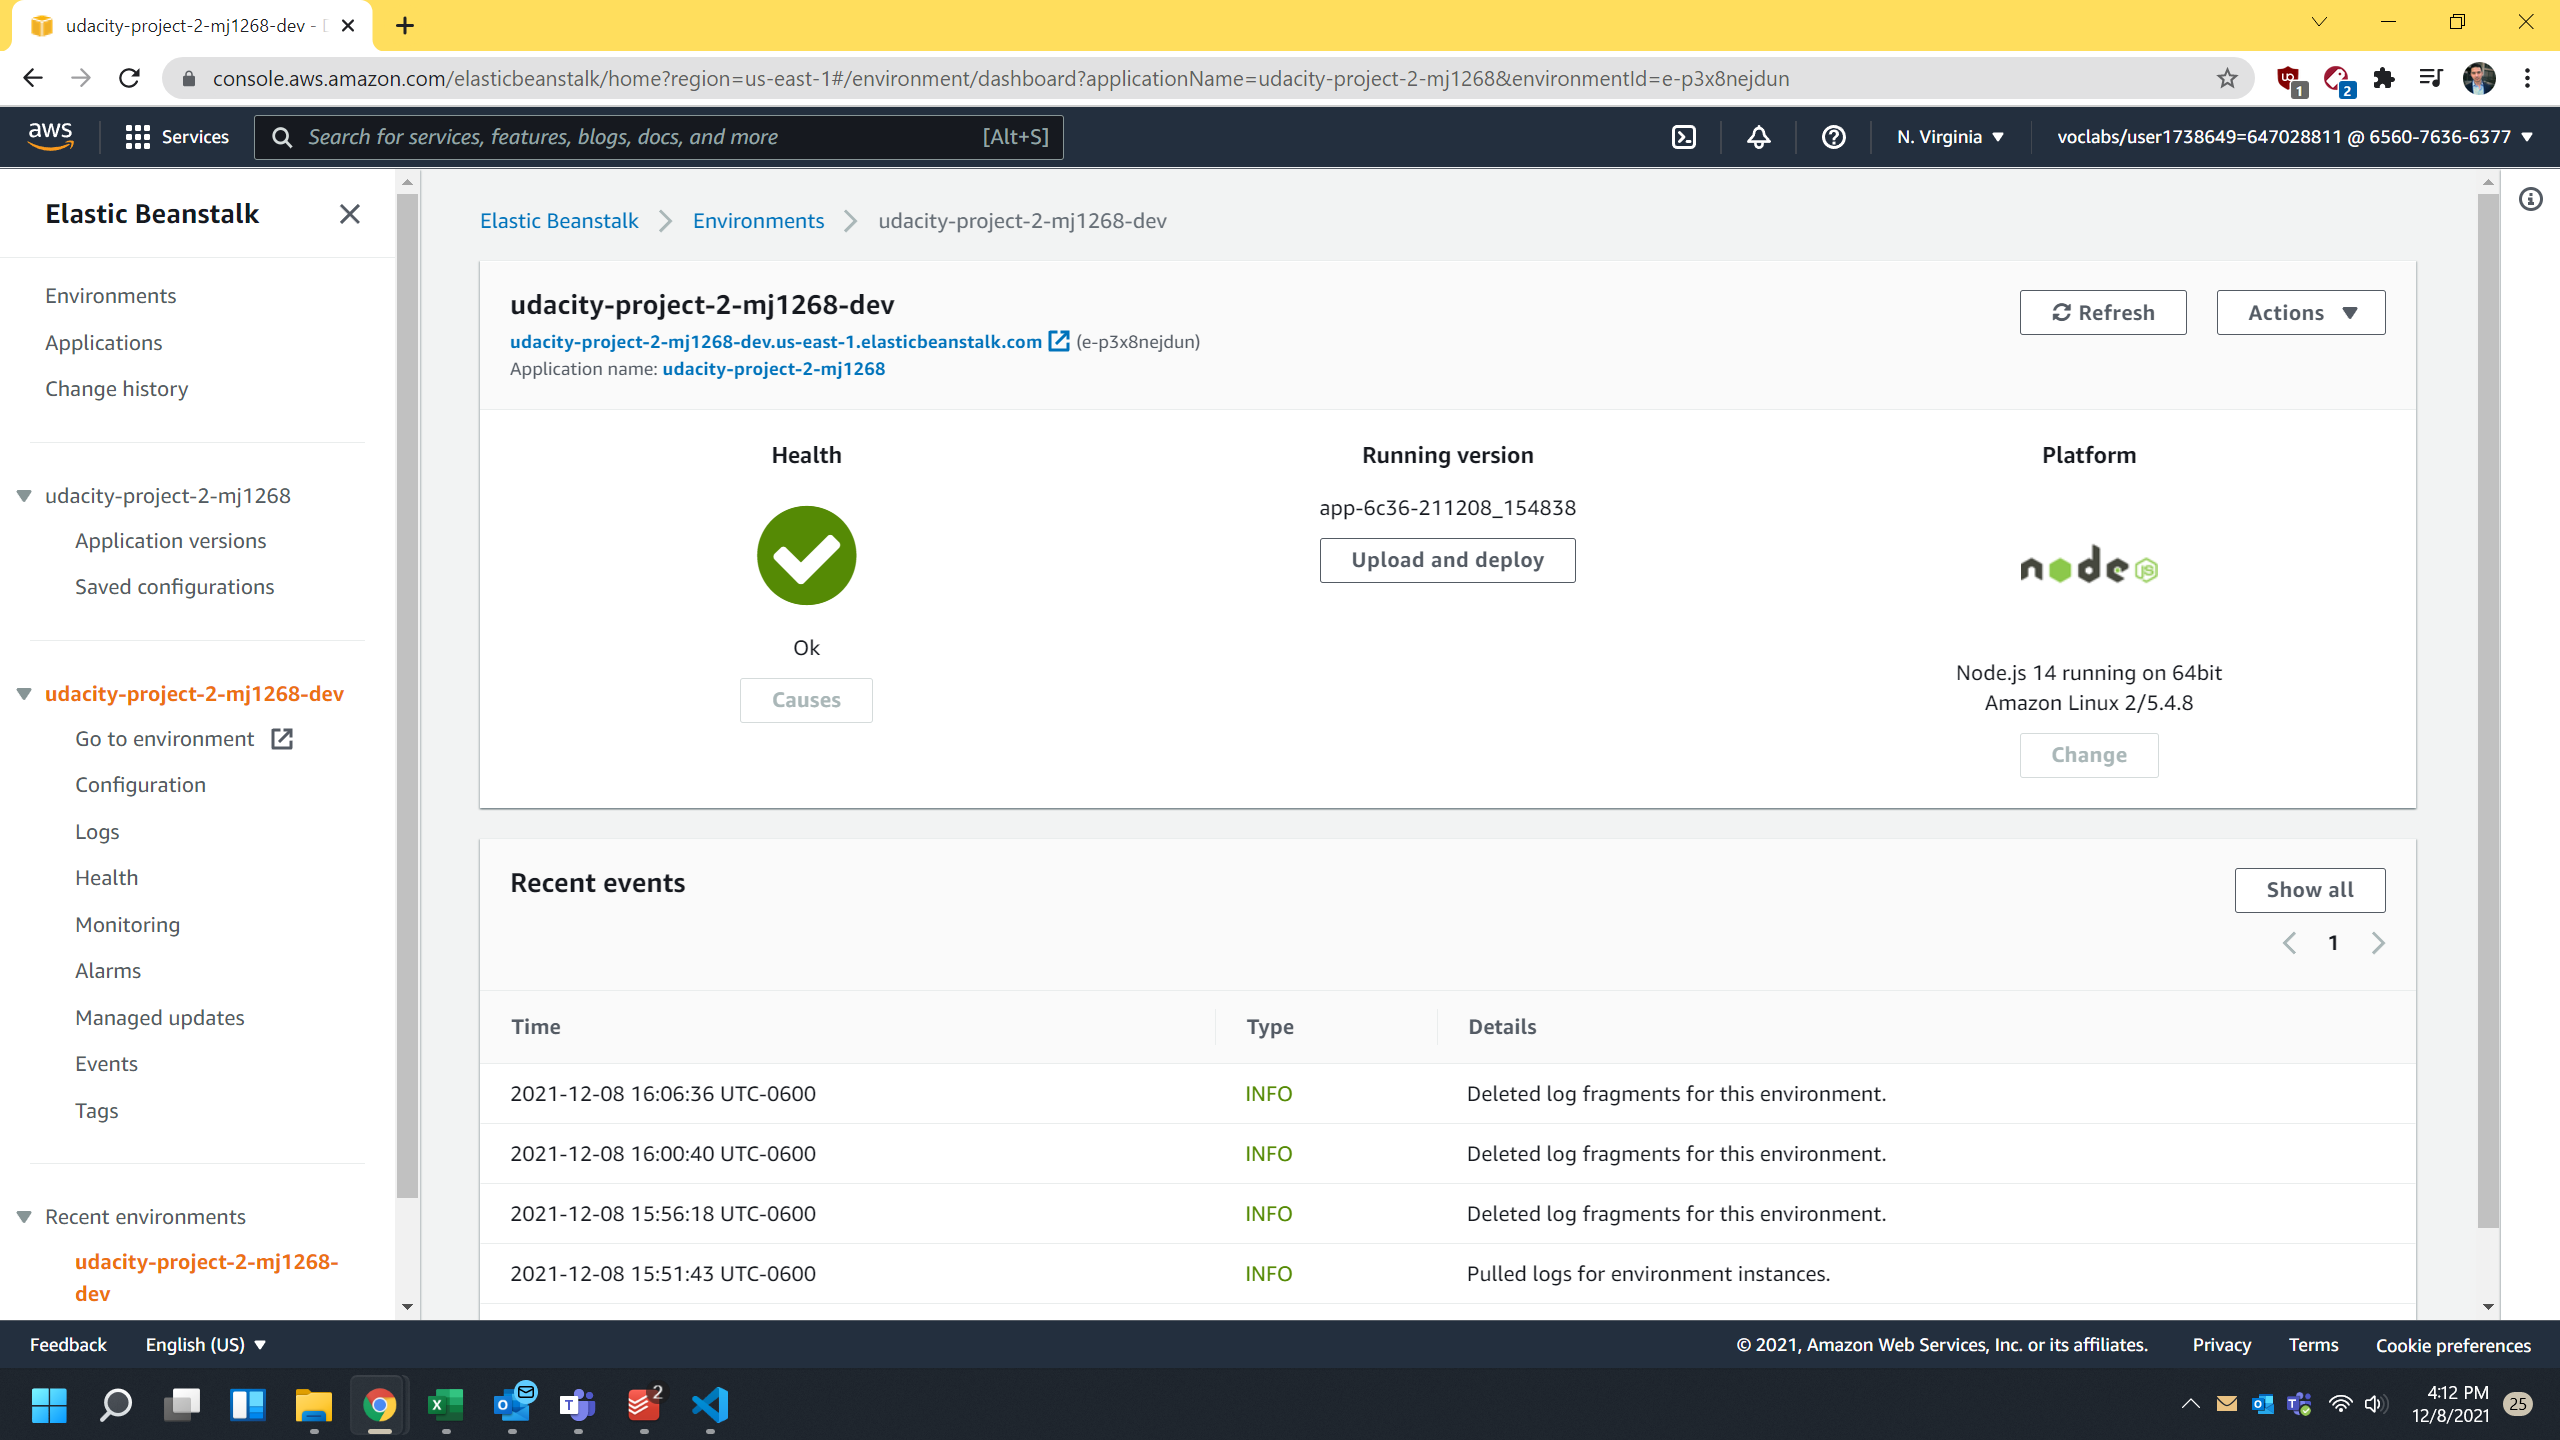 udacity-project-2-mj1268-dev -
console.aws.amazon.com/elasticbeanstalk/home?region=us-east-1#/environment/dashboard?applicationName=udacity-project-2-mj1268&environmentId=e-p3x8nejdun
1
2
aws
Services
Search for services, features, blogs, docs, and more
[Alt+S]
N. Virginia
voclabs/user1738649=647028811 @ 6560-7636-6377
Elastic Beanstalk
Environments
Applications
Change history
udacity-project-2-mj1268
Application versions
Saved configurations
udacity-project-2-mj1268-dev
Go to environment
Configuration
Logs
Health
Monitoring
Alarms
Managed updates
Events
Tags
Recent environments
udacity-project-2-mj1268-
dev
Elastic Beanstalk
Environments
udacity-project-2-mj1268-dev
udacity-project-2-mj1268-dev
udacity-project-2-mj1268-dev.us-east-1.elasticbeanstalk.com (e-p3x8nejdun)
Application name: udacity-project-2-mj1268
Refresh
Actions
Health
Ok
Causes
Running version
app-6c36-211208_154838
Upload and deploy
Platform
node JS
Node.js 14 running on 64bit
Amazon Linux 2/5.4.8
Change
Recent events
Show all
1
Time Type Details
2021-12-08 16:06:36 UTC-0600 INFO Deleted log fragments for this environment.
2021-12-08 16:00:40 UTC-0600 INFO Deleted log fragments for this environment.
2021-12-08 15:56:18 UTC-0600 INFO Deleted log fragments for this environment.
2021-12-08 15:51:43 UTC-0600 INFO Pulled logs for environment instances.
Feedback
English (US)
© 2021, Amazon Web Services, Inc. or its affiliates.
Privacy
Terms
Cookie preferences
2
4:12 PM
12/8/2021
25